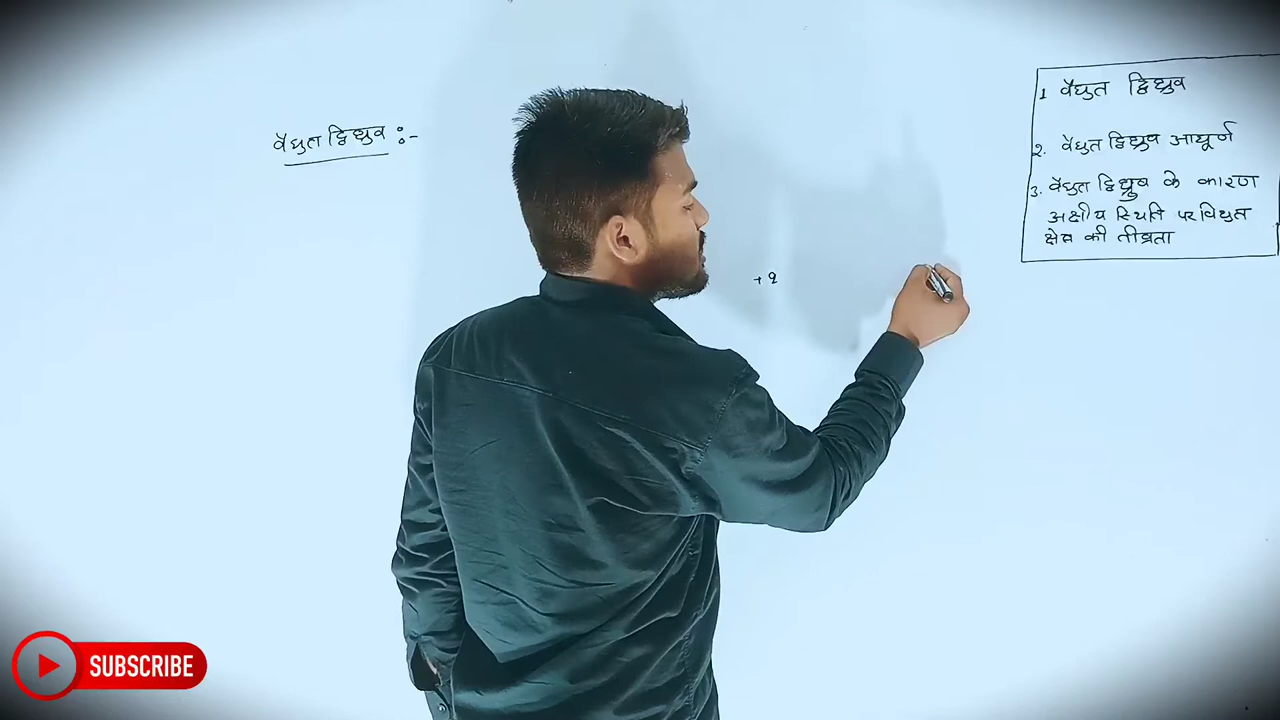 वैद्युत द्विध्रुव :-
+q
1 वैद्युत द्विध्रुव
2. वैद्युत द्विध्रुव आघूर्ण
3. वैद्युत द्विध्रुव के कारण
अक्षीय स्थिति पर विद्युत
क्षेत्र की तीव्रता
SUBSCRIBE